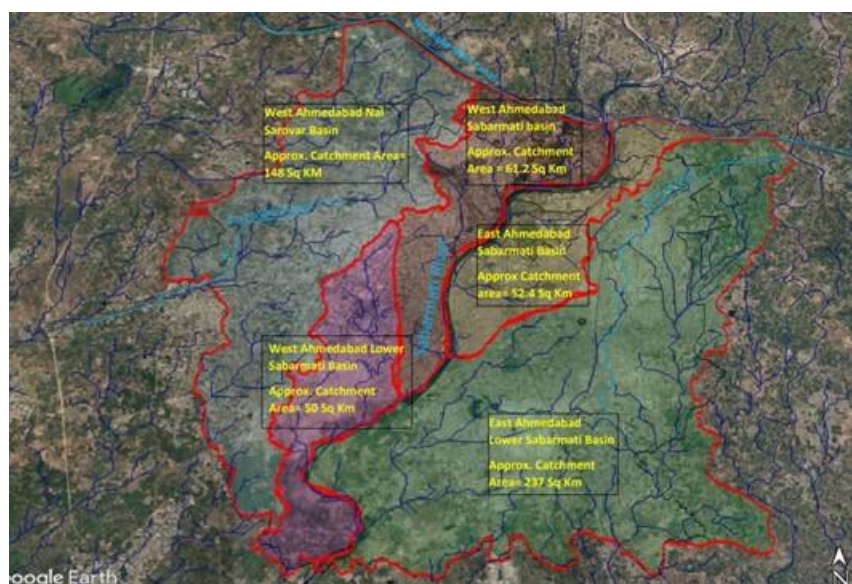 West Ahmedabad Nal
Sarovar Basin
Approx. Catchment Area=
148 Sq KM
West Ahmedabad
Sabarmati basin
Approx. Catchment
Area = 61.2 Sq Km
East Ahmedabad
Sabarmati Basin
Approx Catchment
area= 52.4 Sq Km
West Ahmedabad Lower
Sabarmati Basin
Approx. Catchment
Area= 50 Sq Km
East Ahmedabad
Lower Sabarmati Basin
Approx. Catchment
Area= 237 Sq Km
oogle Earth
N